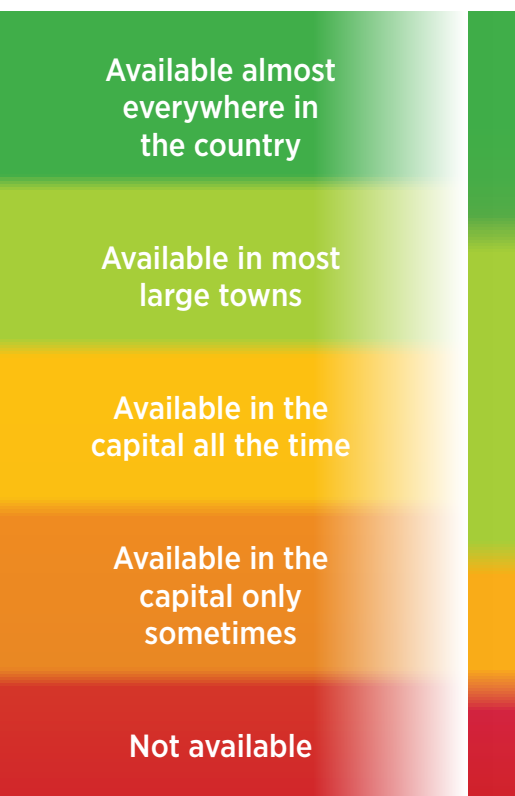 Available almost
everywhere in
the country
Available in most
large towns
Available in the
capital all the time
Available in the
capital only
sometimes
Not available